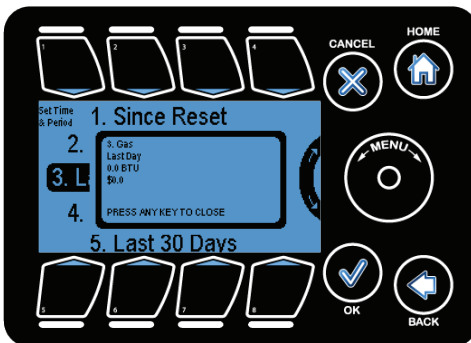 1
2
3
4
CANCEL
HOME
Set Time
& Period
1. Since Reset
2.
3. Gas
Last Day
0.0 BTU
$0.0
PRESS ANY KEY TO CLOSE
3. L
4.
5. Last 30 Days
MENU
5
6
7
8
OK
BACK